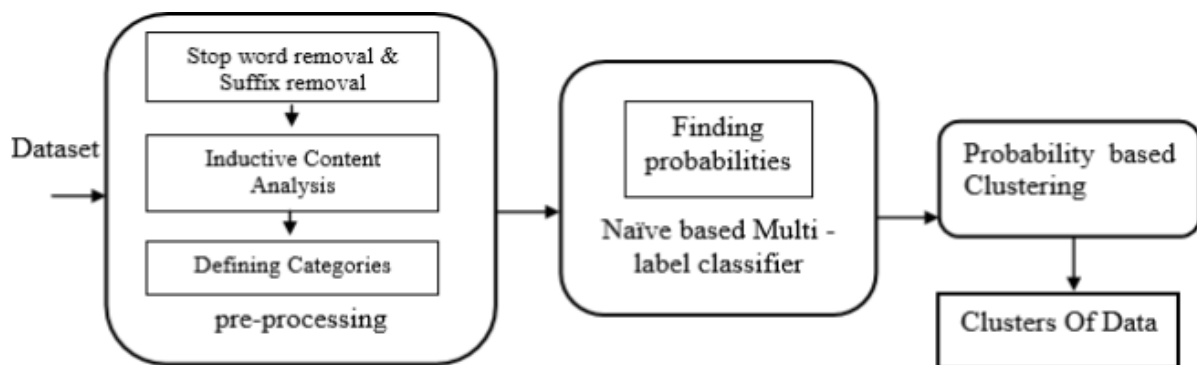 Dataset
Stop word removal &
Suffix removal
Inductive Content
Analysis
Defining Categories
pre-processing
Finding
probabilities
Naïve based Multi -
label classifier
Probability based
Clustering
Clusters Of Data